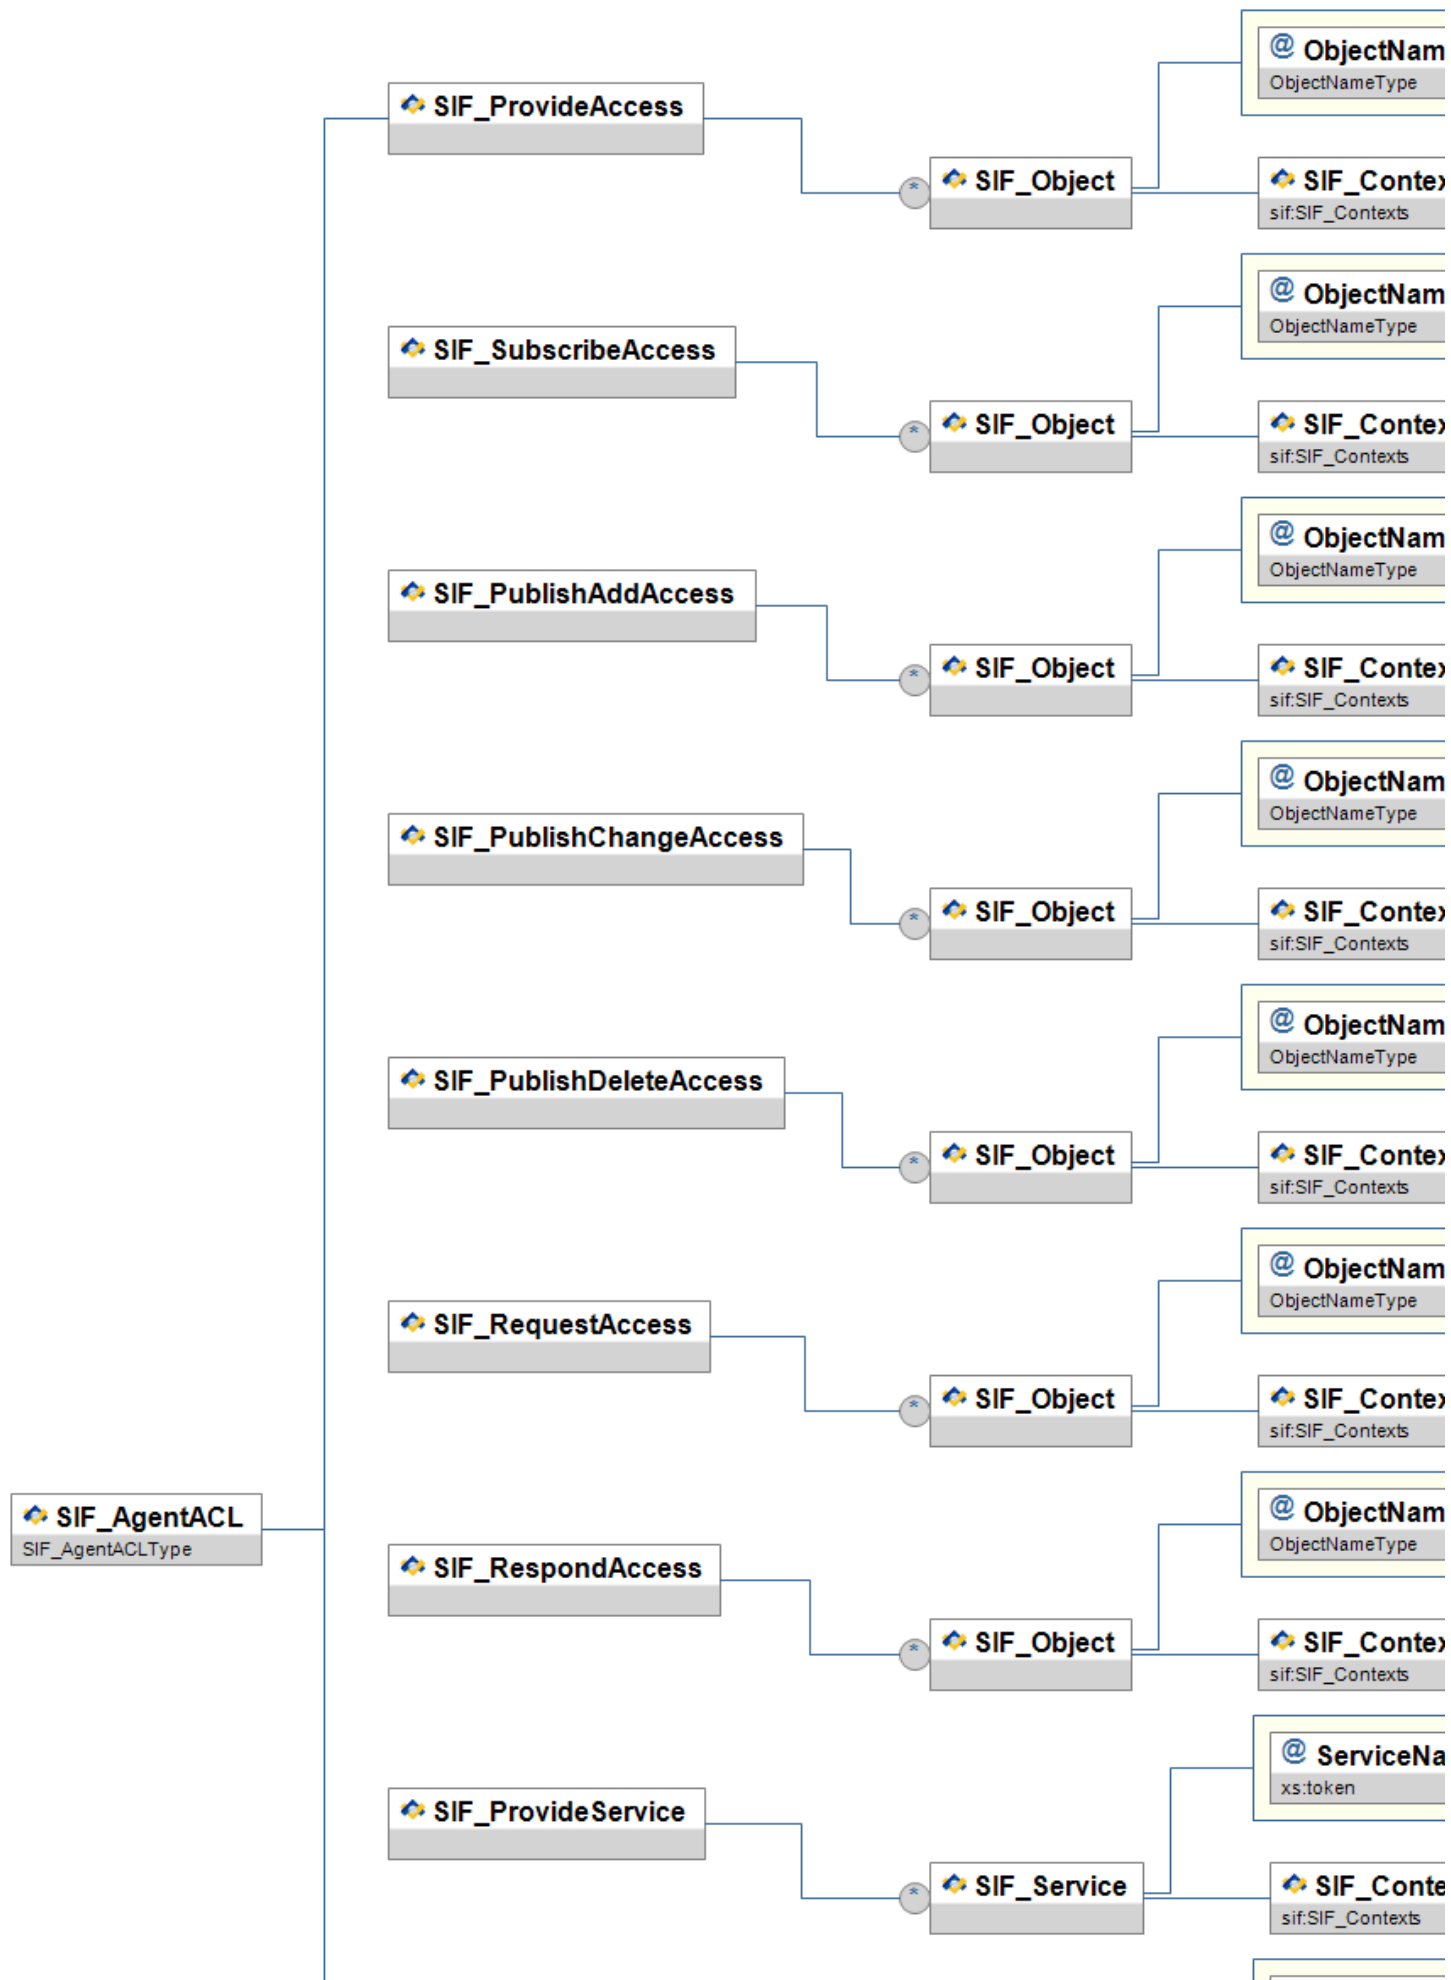 @ ObjectNam
ObjectNameType
SIF_ProvideAccess
* SIF_Object
SIF_Contex
sif:SIF_Contexts
@ ObjectNam
ObjectNameType
SIF_SubscribeAccess
* SIF_Object
SIF_Contex
sif:SIF_Contexts
@ ObjectNam
ObjectNameType
SIF_PublishAddAccess
* SIF_Object
SIF_Contex
sif:SIF_Contexts
@ ObjectNam
ObjectNameType
SIF_PublishChangeAccess
* SIF_Object
SIF_Contex
sif:SIF_Contexts
@ ObjectNam
ObjectNameType
SIF_PublishDeleteAccess
* SIF_Object
SIF_Contex
sif:SIF_Contexts
@ ObjectNam
ObjectNameType
SIF_RequestAccess
* SIF_Object
SIF_Contex
sif:SIF_Contexts
SIF_AgentACL
SIF_AgentACLType
@ ObjectNam
ObjectNameType
SIF_RespondAccess
* SIF_Object
SIF_Contex
sif:SIF_Contexts
@ ServiceNa
xs:token
SIF_ProvideService
* SIF_Service
SIF_Conte
sif:SIF_Contexts